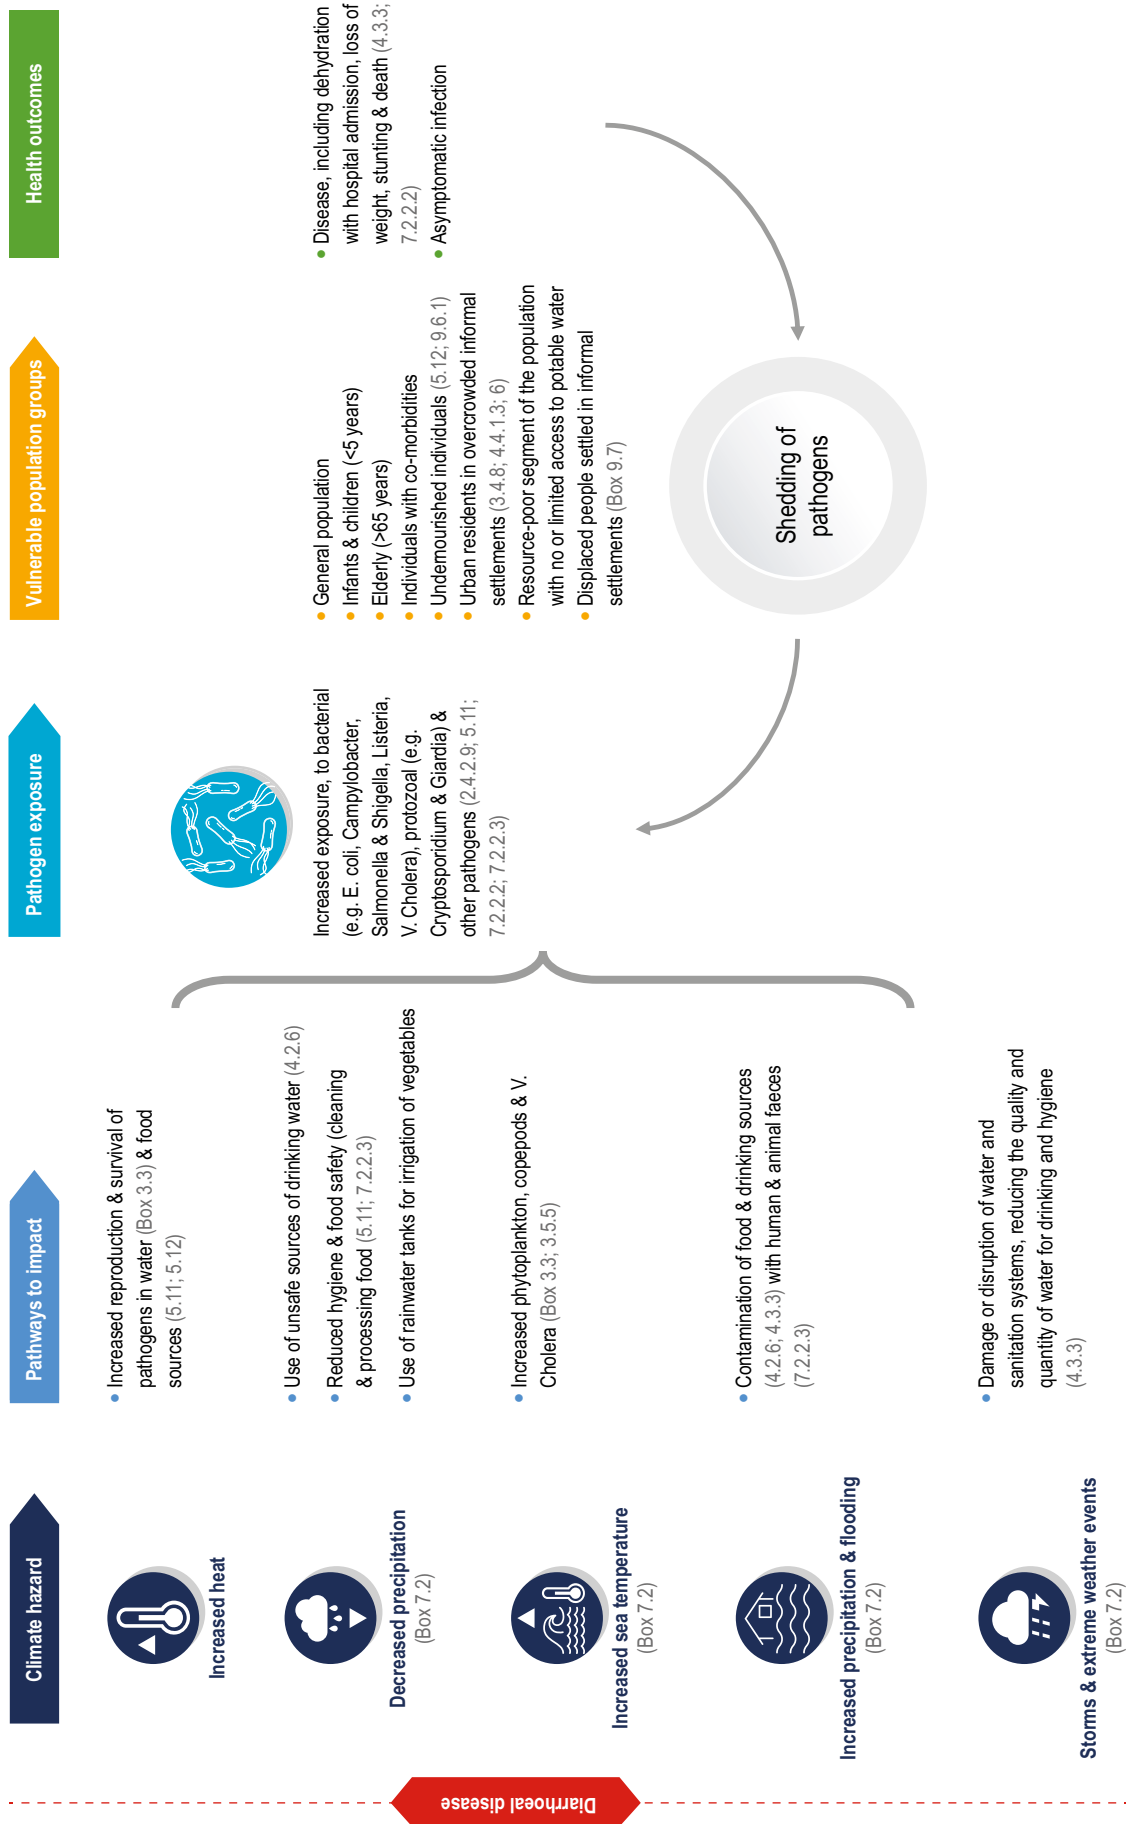 Diarrhoeal disease
Climate hazard
Increased heat
Decreased precipitation
(Box 7.2)
Increased sea temperature
(Box 7.2)
Increased precipitation & flooding
(Box 7.2)
Storms & extreme weather events
(Box 7.2)
Pathways to impact
• Increased reproduction & survival of
pathogens in water (Box 3.3) & food
sources (5.11; 5.12)
• Use of unsafe sources of drinking water (4.2.6)
• Reduced hygiene & food safety (cleaning
& processing food (5.11; 7.2.2.3)
• Use of rainwater tanks for irrigation of vegetables
• Increased phytoplankton, copepods & V.
Cholera (Box 3.3; 3.5.5)
• Contamination of food & drinking sources
(4.2.6; 4.3.3) with human & animal faeces
(7.2.2.3)
• Damage or disruption of water and
sanitation systems, reducing the quality and
quantity of water for drinking and hygiene
(4.3.3)
Pathogen exposure
Increased exposure, to bacterial
(e.g. E. coli, Campylobacter,
Salmonella & Shigella, Listeria,
V. Cholera), protozoal (e.g.
Cryptosporidium & Giardia) &
other pathogens (2.4.2.9; 5.11;
7.2.2.2; 7.2.2.3)
Vulnerable population groups
• General population
• Infants & children (<5 years)
• Elderly (>65 years)
• Individuals with co-morbidities
• Undernourished individuals (5.12; 9.6.1)
• Urban residents in overcrowded informal
settlements (3.4.8; 4.4.1.3; 6)
• Resource-poor segment of the population
with no or limited access to potable water
• Displaced people settled in informal
settlements (Box 9.7)
Health outcomes
• Disease, including dehydration
with hospital admission, loss of
weight, stunting & death (4.3.3;
7.2.2.2)
• Asymptomatic infection
Shedding of
pathogens